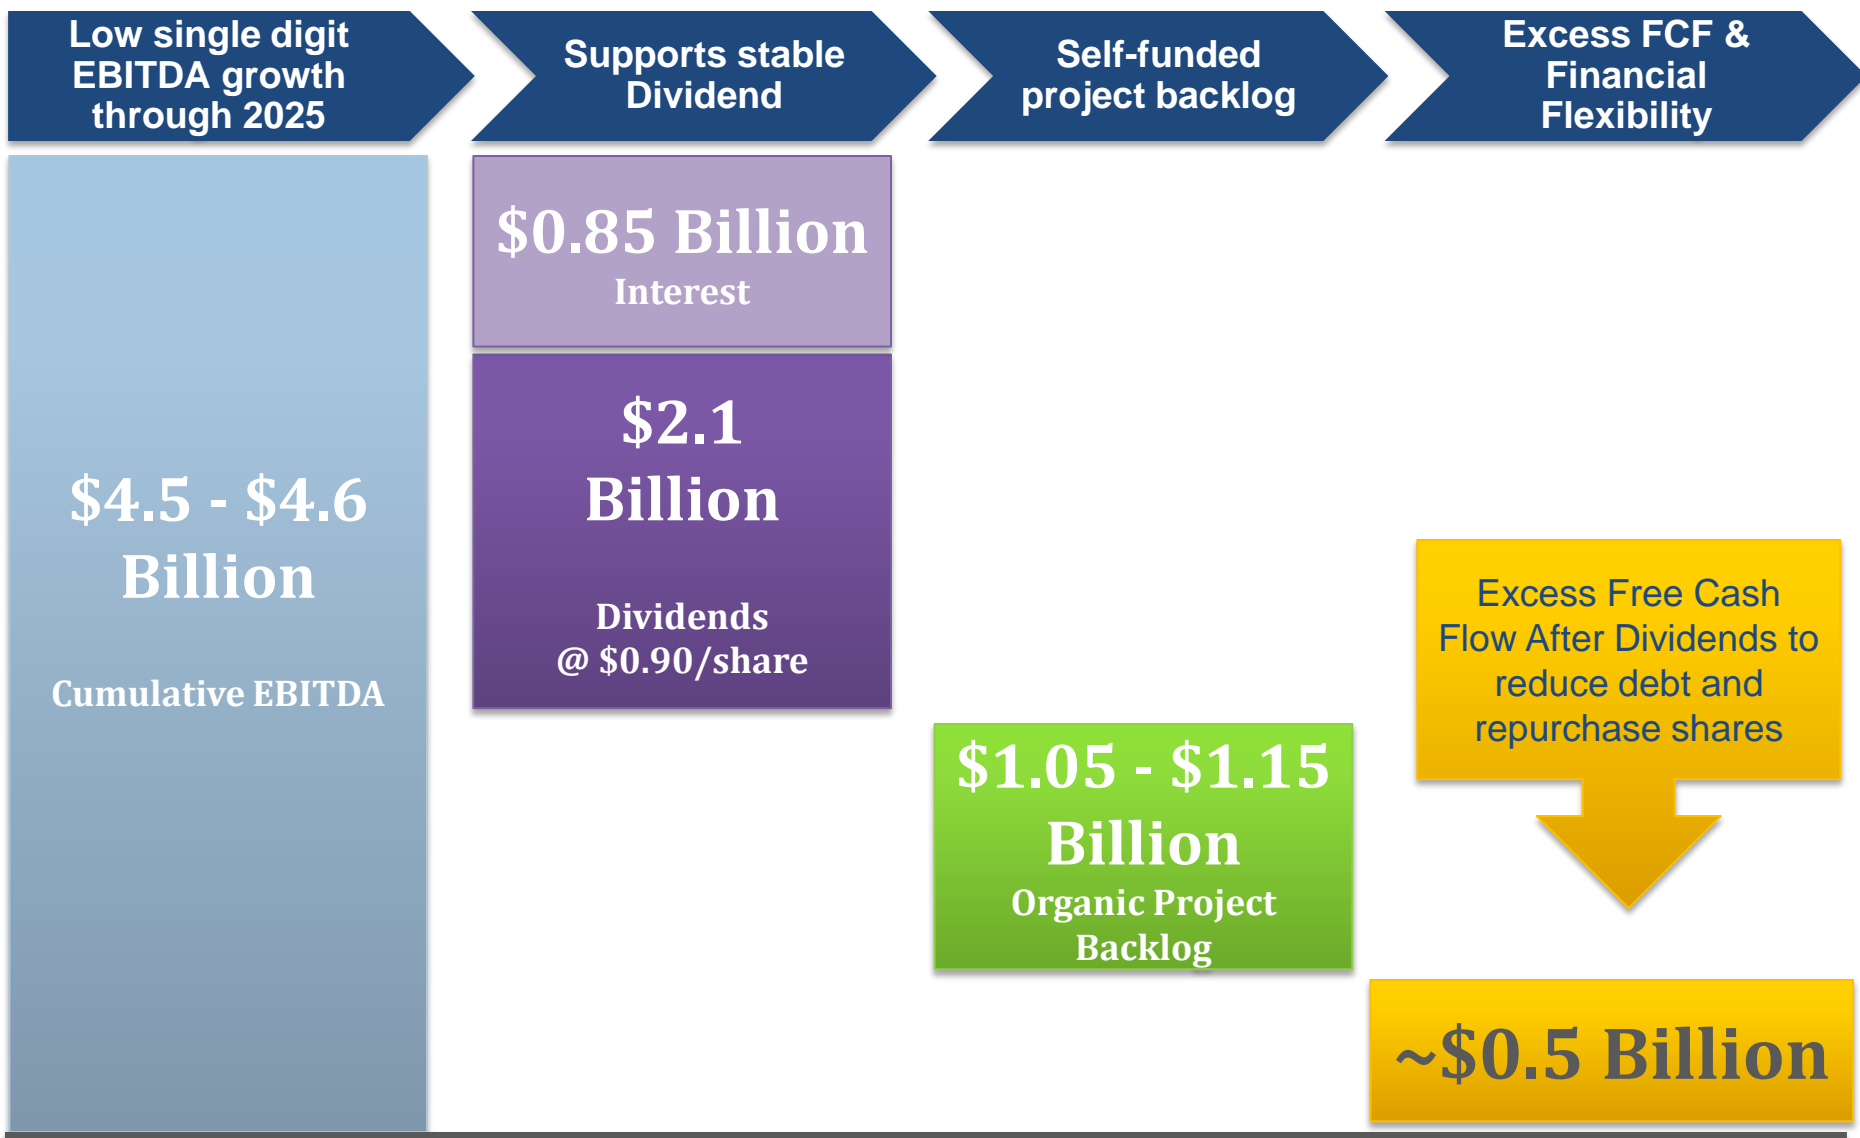 Low single digit
EBITDA growth
through 2025
Supports stable
Dividend
Self-funded
project backlog
Excess FCF &
Financial
Flexibility
$4.5 - $4.6
Billion
Cumulative EBITDA
$0.85 Billion
Interest
$2.1
Billion
Dividends
@ $0.90/share
$1.05 - $1.15
Billion
Organic Project
Backlog
Excess Free Cash
Flow After Dividends to
reduce debt and
repurchase shares
~$0.5 Billion